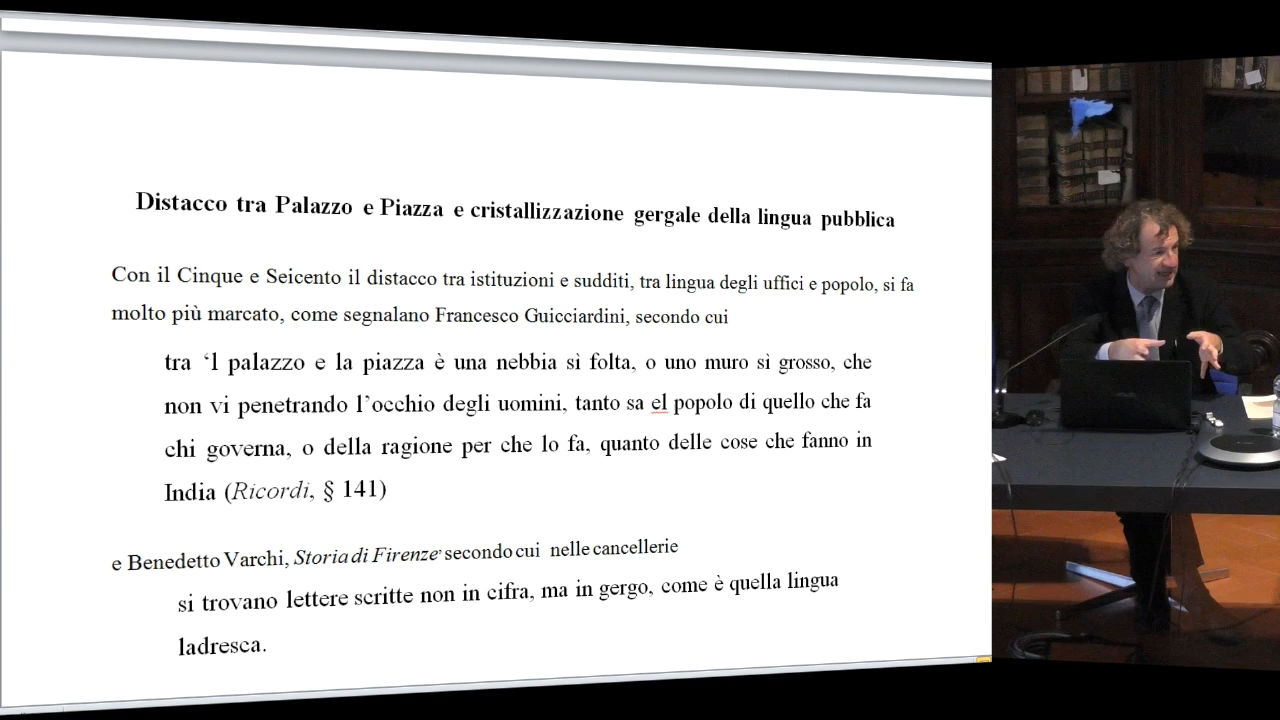 Distacco tra Palazzo e Piazza e cristallizzazione gergale della lingua pubblica
Con il Cinque e Seicento il distacco tra istituzioni e sudditi, tra lingua degli uffici e popolo, si fa
molto più marcato, come segnalano Francesco Guicciardini, secondo cui
tra ‘l palazzo e la piazza è una nebbia sì folta, o uno muro sì grosso, che
non vi penetrando l’occhio degli uomini, tanto sa el popolo di quello che fa
chi governa, o della ragione per che lo fa, quanto delle cose che fanno in
India (Ricordi, § 141)
e Benedetto Varchi, Storia di Firenze, secondo cui nelle cancellerie
si trovano lettere scritte non in cifra, ma in gergo, come è quella lingua
ladresca.